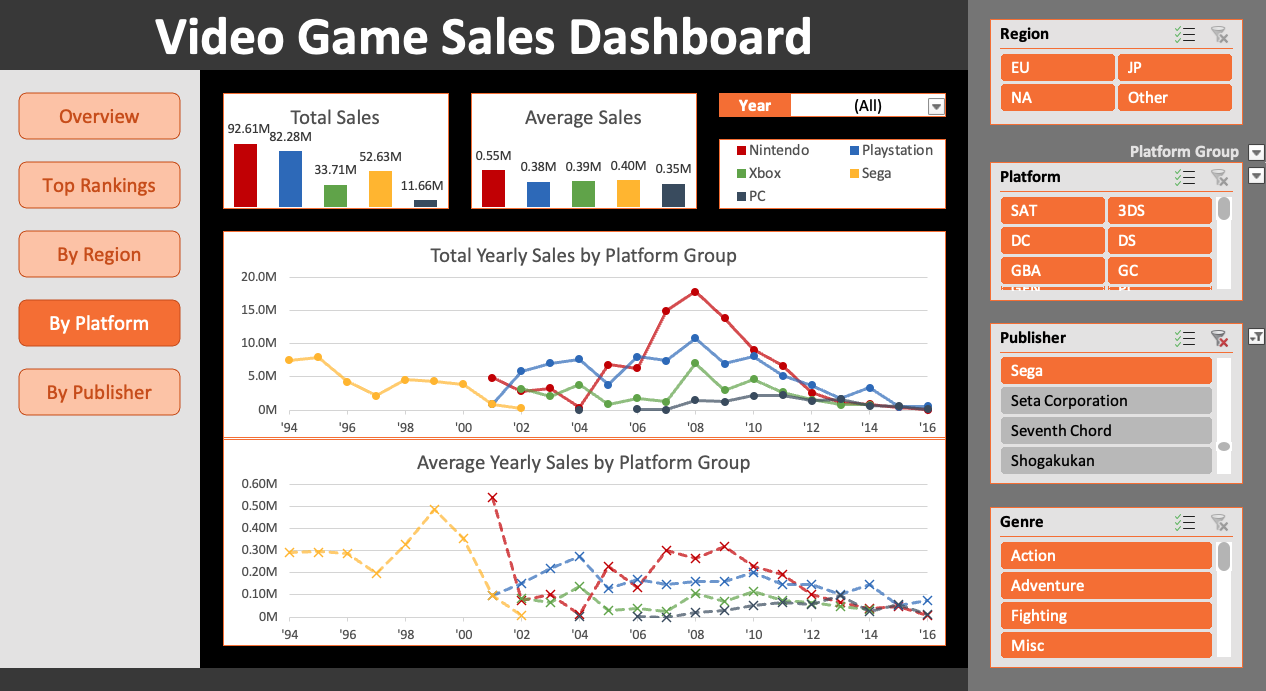 Video Game Sales Dashboard
Overview
Top Rankings
By Region
By Platform
By Publisher
Total Sales
92.61M
82.28M
33.71M
52.63M
11.66M
Average Sales
0.55M
0.38M
0.39M
0.40M
0.35M
Year (All)
Nintendo Playstation
Xbox Sega
PC
Total Yearly Sales by Platform Group
20.0M
15.0M
10.0M
5.0M
0M
'94 '96 '98 '00 '02 '04 '06 '08 '10 '12 '14 '16
Average Yearly Sales by Platform Group
0.60M
0.50M
0.40M
0.30M
0.20M
0.10M
0M
'94 '96 '98 '00 '02 '04 '06 '08 '10 '12 '14 '16
Region
EU JP
NA Other
Platform Group
Platform
SAT 3DS
DC DS
GBA GC
Publisher
Sega
Seta Corporation
Seventh Chord
Shogakukan
Genre
Action
Adventure
Fighting
Misc